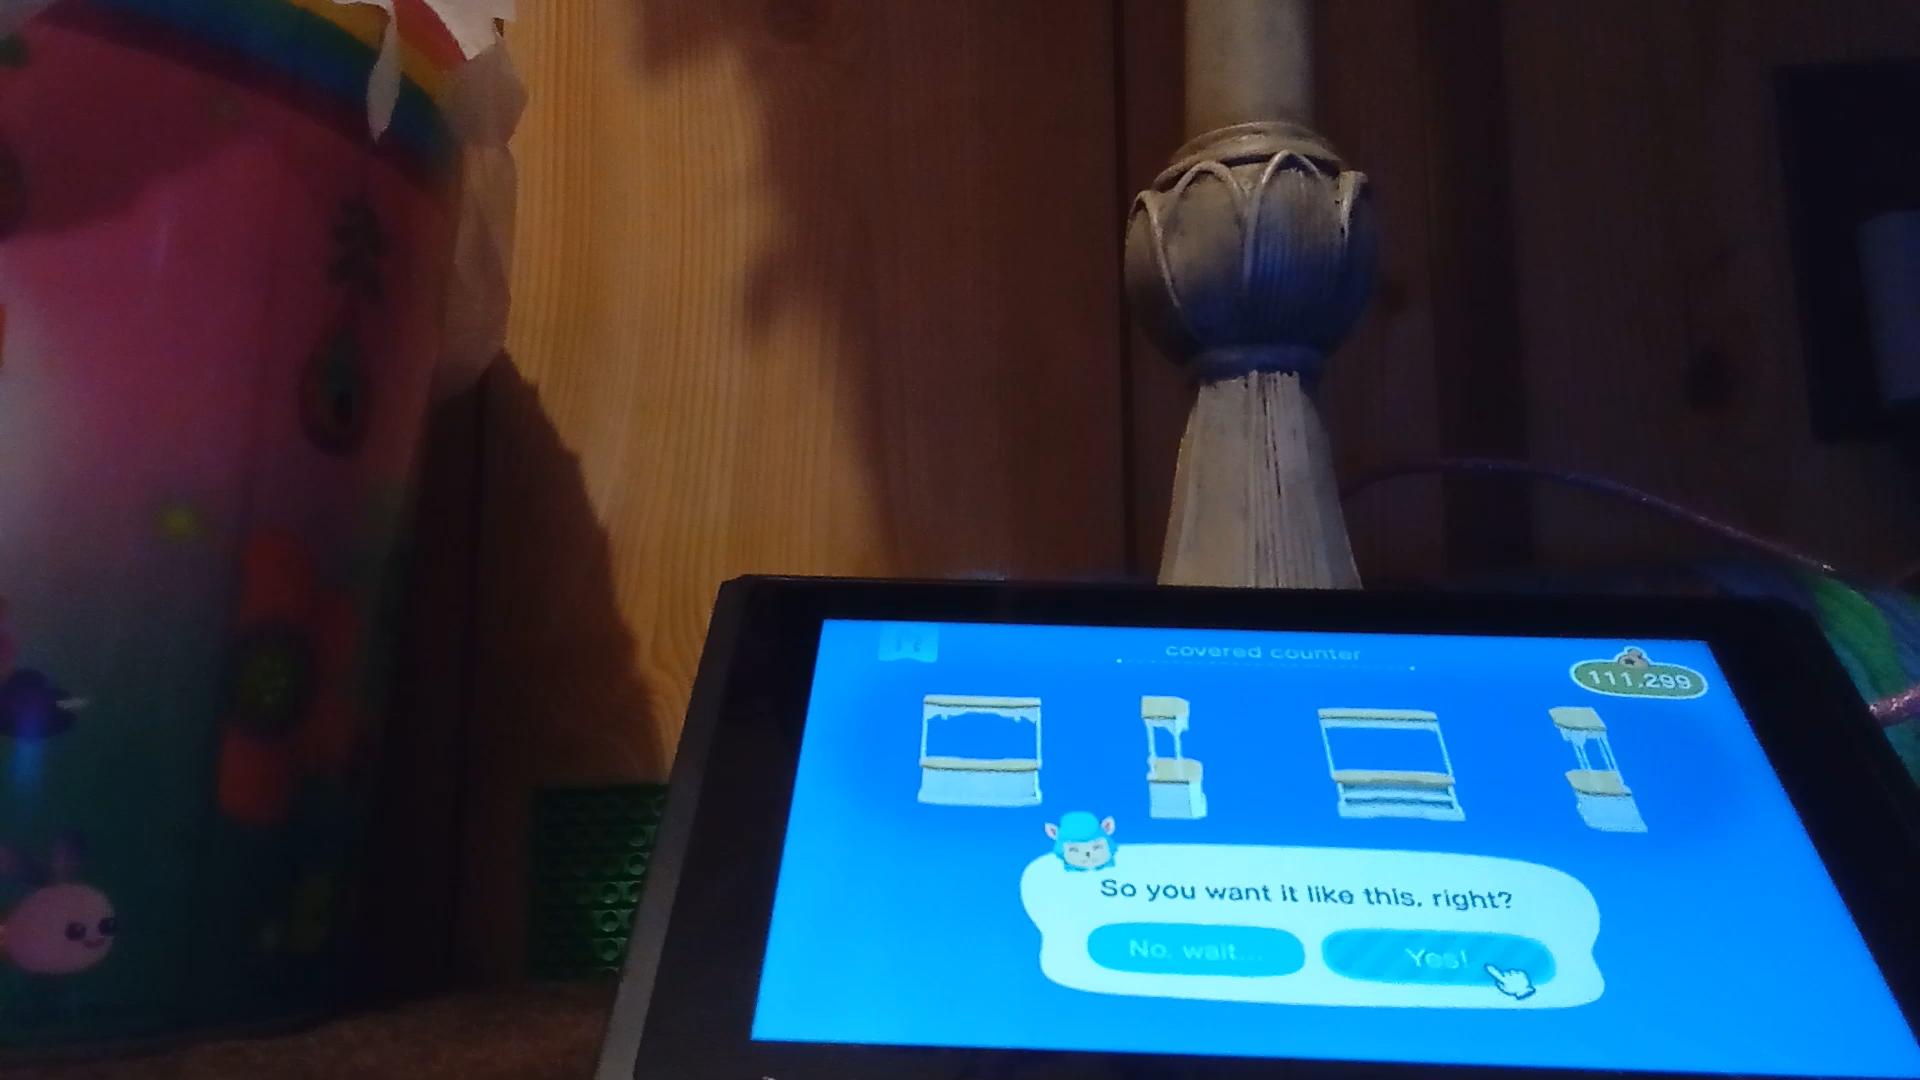 covered counter
111,299
So you want it like this, right?
No, wait...
Yes!